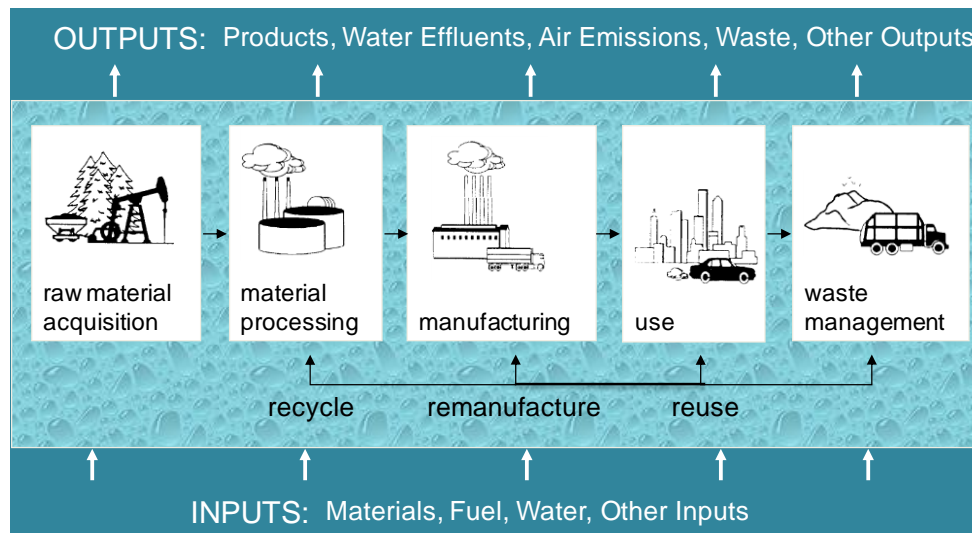 OUTPUTS: Products, Water Effluents, Air Emissions, Waste, Other Outputs
raw material
acquisition
material
processing
manufacturing
use
waste
management
recycle
remanufacture
reuse
INPUTS: Materials, Fuel, Water, Other Inputs